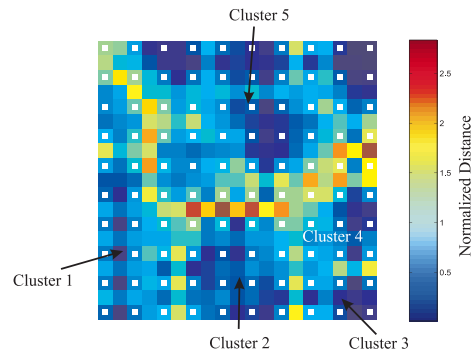 Cluster 5
2.5
2
1.5
1
0.5
Normalized Distance
Cluster 4
Cluster 1
Cluster 2
Cluster 3